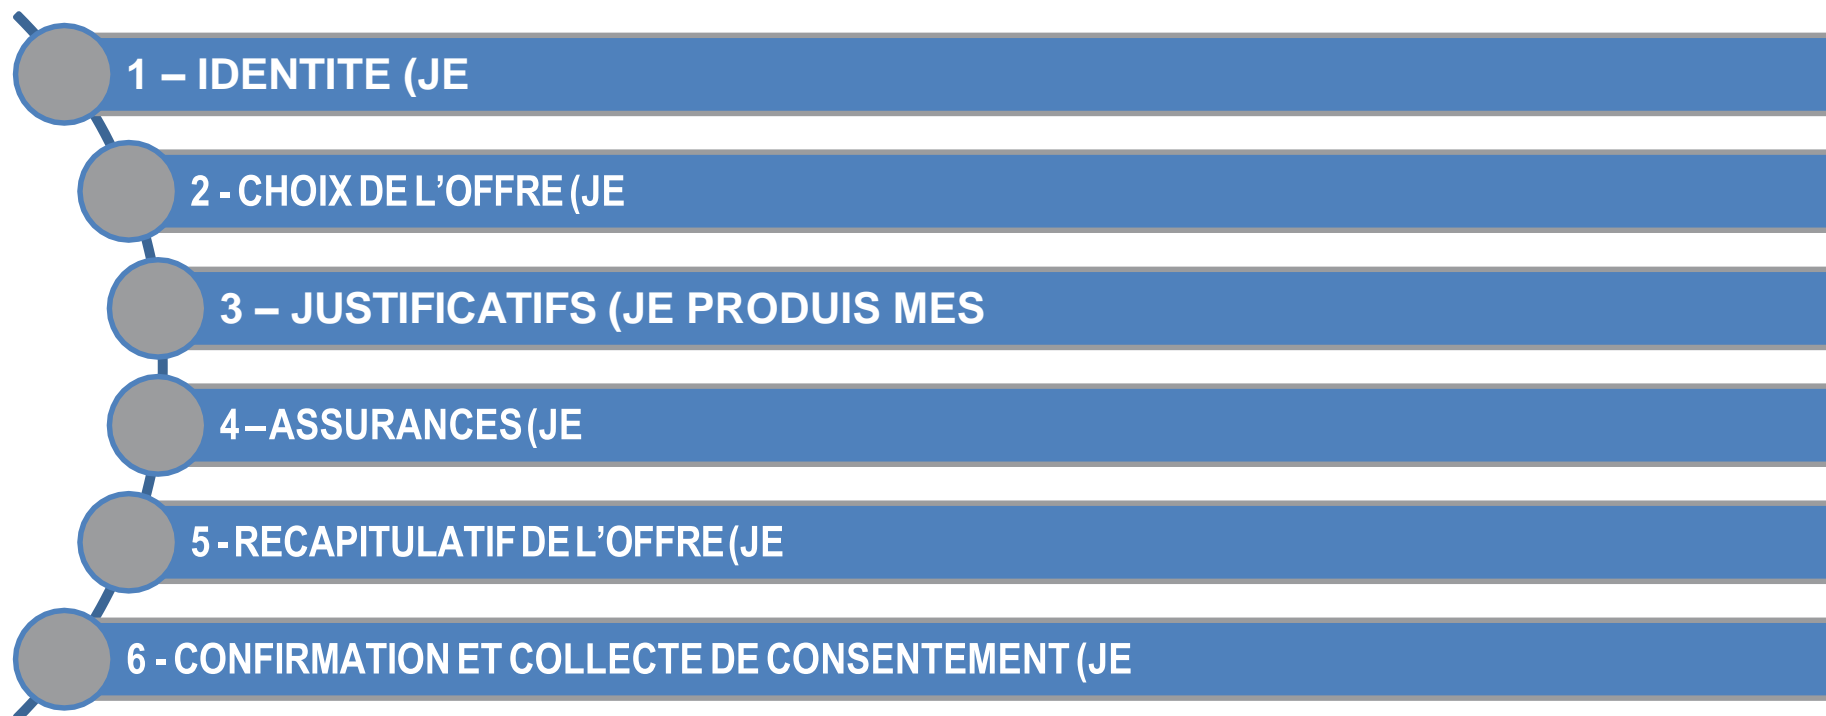 1 – IDENTITE (JE
2 - CHOIX DE L’OFFRE (JE
3 – JUSTIFICATIFS (JE PRODUIS MES
4 – ASSURANCES (JE
5 - RECAPITULATIF DE L’OFFRE (JE
6 - CONFIRMATION ET COLLECTE DE CONSENTEMENT (JE